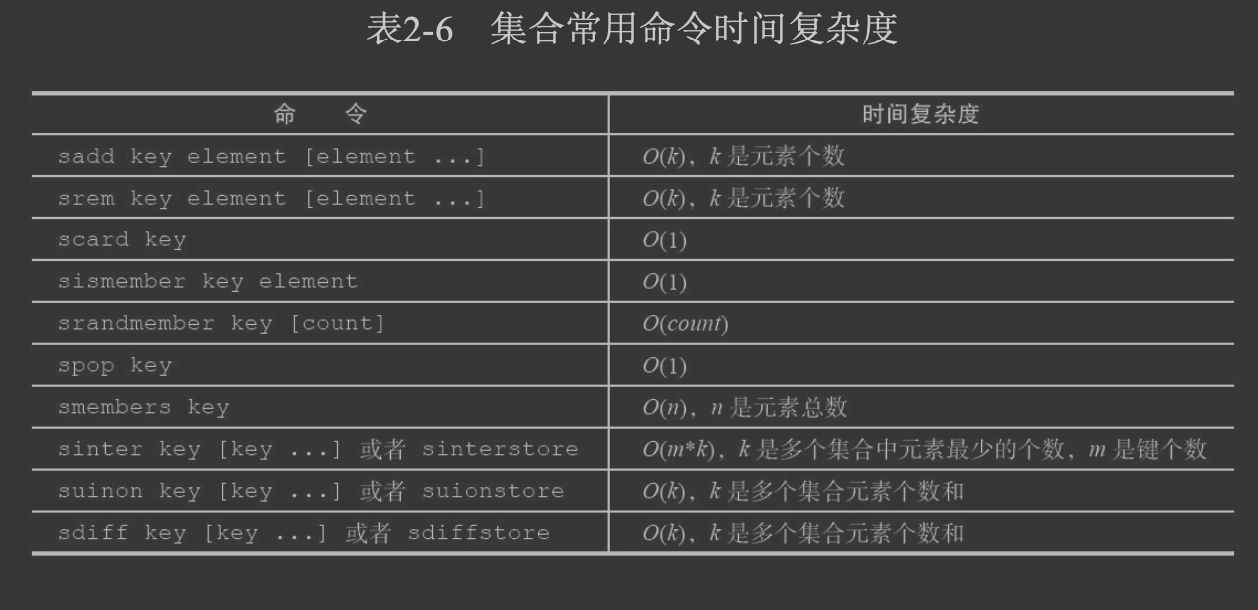 表2-6 集合常用命令时间复杂度
命 令 时间复杂度
sadd key element [element ...] O(k)，k 是元素个数
srem key element [element ...] O(k)，k 是元素个数
scard key O(1)
sismember key element O(1)
srandmember key [count] O(count)
spop key O(1)
smembers key O(n)，n 是元素总数
sinter key [key ...] 或者 sinterstore O(m*k)，k 是多个集合中元素最少的个数，m 是键个数
suinon key [key ...] 或者 suionstore O(k)，k 是多个集合元素个数和
sdiff key [key ...] 或者 sdiffstore O(k)，k 是多个集合元素个数和